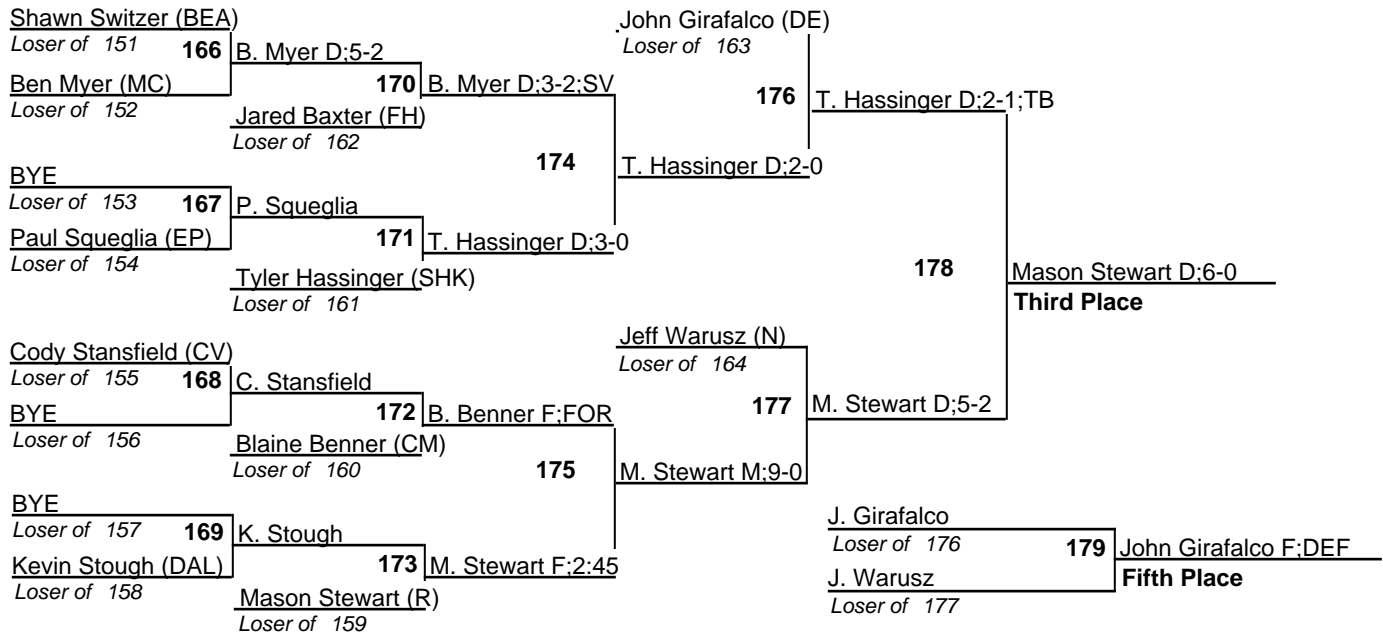 Shawn Switzer (BEA)
Loser of 151
166
B. Myer D;5-2
Ben Myer (MC)
Loser of 152
170
B. Myer D;3-2;SV
Jared Baxter (FH)
Loser of 162
174
T. Hassinger D;2-0
BYE
Loser of 153
167
P. Squeglia
Paul Squeglia (EP)
Loser of 154
171
T. Hassinger D;3-0
Tyler Hassinger (SHK)
Loser of 161
John Girafalco (DE)
Loser of 163
176
T. Hassinger D;2-1;TB
178
Mason Stewart D;6-0
Third Place
Cody Stansfield (CV)
Loser of 155
168
C. Stansfield
BYE
Loser of 156
172
B. Benner F;FOR
Blaine Benner (CM)
Loser of 160
175
M. Stewart M;9-0
BYE
Loser of 157
169
K. Stough
Kevin Stough (DAL)
Loser of 158
173
M. Stewart F;2:45
Mason Stewart (R)
Loser of 159
Jeff Warusz (N)
Loser of 164
177
M. Stewart D;5-2
J. Girafalco
Loser of 176
179
John Girafalco F;DEF
J. Warusz
Fifth Place
Loser of 177